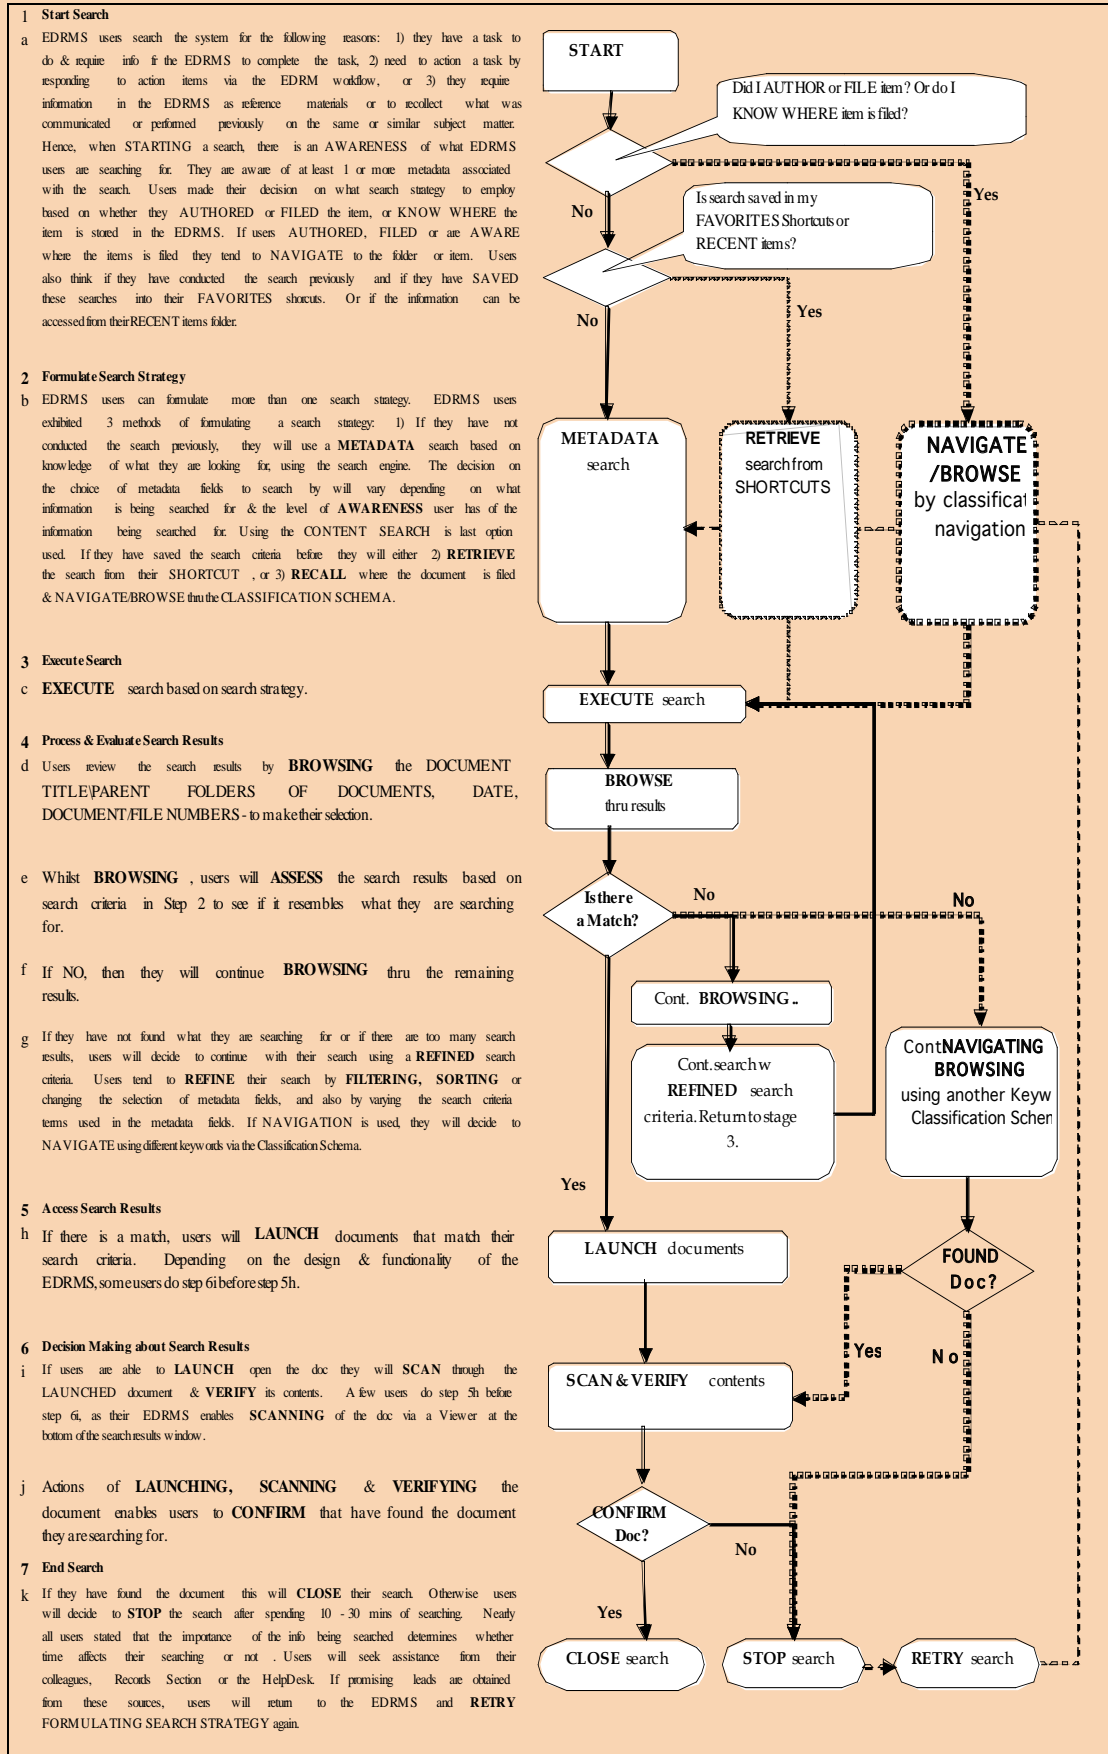 1 Start Search
a EDRMS users search the system for the following reasons: 1) they have a task to
do & require info fr the EDRMS to complete the task, 2) need to action a task by
responding to action items via the EDRM workflow, or 3) they require
information in the EDRMS as reference materials or to recollect what was
communicated or performed previously on the same or similar subject matter.
Hence, when STARTING a search, there is an AWARENESS of what EDRMS
users are searching for. They are aware of at least 1 or more metadata associated
with the search. Users made their decision on what search strategy to employ
based on whether they AUTHORED or FILED the item, or KNOW WHERE the
item is stored in the EDRMS. If users AUTHORED, FILED or are AWARE
where the items is filed they tend to NAVIGATE to the folder or item. Users
also think if they have conducted the search previously and if they have SAVED
these searches into their FAVORITES shorcuts. Or if the information can be
accessed from their RECENT items folder.
2 Formulate Search Strategy
b EDRMS users can formulate more than one search strategy. EDRMS users
exhibited 3 methods of formulating a search strategy: 1) If they have not
conducted the search previously, they will use a METADATA search based on
knowledge of what they are looking for, using the search engine. The decision on
the choice of metadata fields to search by will vary depending on what
information is being searched for & the level of AWARENESS user has of the
information being searched for. Using the CONTENT SEARCH is last option
used. If they have saved the search criteria before they will either 2) RETRIEVE
the search from their SHORTCUT , or 3) RECALL where the document is filed
& NAVIGATE/BROWSE thru the CLASSIFICATION SCHEMA.
3 Execute Search
c EXECUTE search based on search strategy.
4 Process & Evaluate Search Results
d Users review the search results by BROWSING the DOCUMENT
TITLE\PARENT FOLDERS OF DOCUMENTS, DATE,
DOCUMENT/FILE NUMBERS - to make their selection.
e Whilst BROWSING , users will ASSESS the search results based on
search criteria in Step 2 to see if it resembles what they are searching
for.
f If NO, then they will continue BROWSING thru the remaining
results.
g If they have not found what they are searching for or if there are too many search
results, users will decide to continue with their search using a REFINED search
criteria. Users tend to REFINE their search by FILTERING, SORTING or
changing the selection of metadata fields, and also by varying the search criteria
terms used in the metadata fields. If NAVIGATION is used, they will decide to
NAVIGATE using different keywords via the Classification Schema.
5 Access Search Results
h If there is a match, users will LAUNCH documents that match their
search criteria. Depending on the design & functionality of the
EDRMS, some users do step 6i before step 5h.
6 Decision Making about Search Results
i If users are able to LAUNCH open the doc they will SCAN through the
LAUNCHED document & VERIFY its contents. A few users do step 5h before
step 6i, as their EDRMS enables SCANNING of the doc via a Viewer at the
bottom of the search results window.
j Actions of LAUNCHING, SCANNING & VERIFYING the
document enables users to CONFIRM that have found the document
they are searching for.
7 End Search
k If they have found the document this will CLOSE their search. Otherwise users
will decide to STOP the search after spending 10 - 30 mins of searching. Nearly
all users stated that the importance of the info being searched determines whether
time affects their searching or not . Users will seek assistance from their
colleagues, Records Section or the HelpDesk. If promising leads are obtained
from these sources, users will return to the EDRMS and RETRY
FORMULATING SEARCH STRATEGY again.
START
Did I AUTHOR or FILE item? Or do I
KNOW WHERE item is filed?
Yes
No
Is search saved in my
FAVORITES Shortcuts or
RECENT items?
Yes
No
METADATA
search
RETRIEVE
search from
SHORTCUTS
NAVIGATE
/BROWSE
by classificat
navigation
EXECUTE search
BROWSE
thru results
Is there
a Match?
No
No
Cont. BROWSING ..
Cont. search w
REFINED search
criteria. Return to stage
3.
Cont NAVIGATING
BROWSING
using another Keyw
Classification Schen
Yes
LAUNCH documents
FOUND
Doc?
Yes
No
SCAN & VERIFY contents
CONFIRM
Doc?
No
Yes
CLOSE search
STOP search
RETRY search